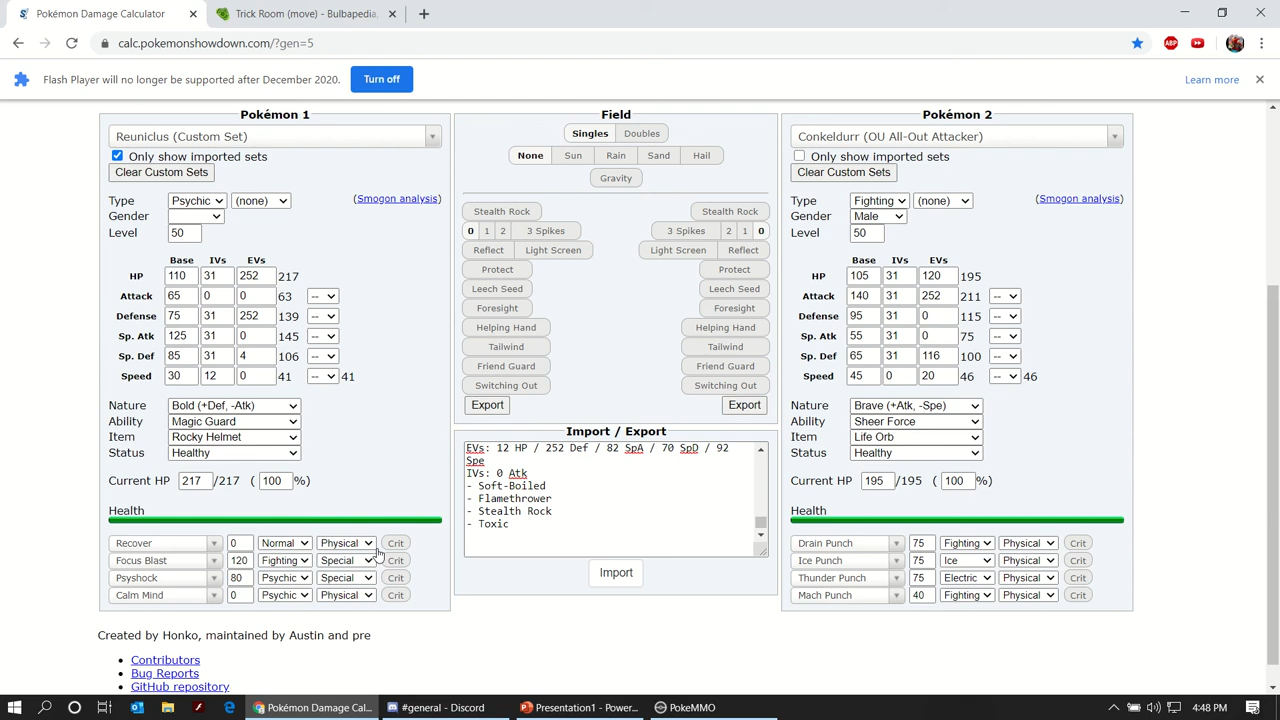 Pokémon Damage Calculator
Trick Room (move) - Bulbapedia,
calc.pokemonshowdown.com/?gen=5
ABP
Flash Player will no longer be supported after December 2020.
Turn off
Learn more
Pokémon 1
Field
Pokémon 2
Reuniclus (Custom Set)
Singles
Doubles
Conkeldurr (OU All-Out Attacker)
Only show imported sets
None
Sun
Rain
Sand
Hail
Only show imported sets
Clear Custom Sets
Gravity
Clear Custom Sets
Type Psychic (none) (Smogon analysis)
Gender
Level 50
Stealth Rock
Stealth Rock
0 1 2 3 Spikes
3 Spikes 2 1 0
Reflect Light Screen
Light Screen Reflect
Protect
Protect
Leech Seed
Leech Seed
Foresight
Foresight
Helping Hand
Helping Hand
Tailwind
Tailwind
Friend Guard
Friend Guard
Switching Out
Switching Out
Export
Export
Type Fighting (none) (Smogon analysis)
Gender Male
Level 50
Base IVs EVs
HP 110 31 252 217
Attack 65 0 0 63 --
Defense 75 31 252 139 --
Sp. Atk 125 31 0 145 --
Sp. Def 85 31 4 106 --
Speed 30 12 0 41 -- 41
Base IVs EVs
HP 105 31 120 195
Attack 140 31 252 211 --
Defense 95 31 0 115 --
Sp. Atk 55 31 0 75 --
Sp. Def 65 31 116 100 --
Speed 45 0 20 46 -- 46
Nature Bold (+Def, -Atk)
Ability Magic Guard
Item Rocky Helmet
Status Healthy
Nature Brave (+Atk, -Spe)
Ability Sheer Force
Item Life Orb
Status Healthy
Import / Export
EVs: 12 HP / 252 Def / 82 SpA / 70 SpD / 92
Spe
IVs: 0 Atk
- Soft-Boiled
- Flamethrower
- Stealth Rock
- Toxic
Import
Current HP 217 /217 ( 100 %)
Health
Recover 0 Normal Physical Crit
Focus Blast 120 Fighting Special Crit
Psyshock 80 Psychic Special Crit
Calm Mind 0 Psychic Physical Crit
Current HP 195 /195 ( 100 %)
Health
Drain Punch 75 Fighting Physical Crit
Ice Punch 75 Ice Physical Crit
Thunder Punch 75 Electric Physical Crit
Mach Punch 40 Fighting Physical Crit
Created by Honko, maintained by Austin and pre
Contributors
Bug Reports
GitHub repository
Pokémon Damage Cal...
#general - Discord
Presentation1 - Powe...
PokeMMO
4:48 PM